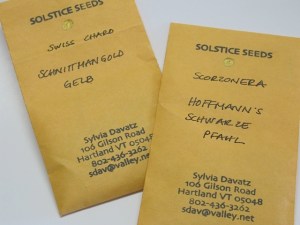 SOLSTICE SEEDS
SWISS CHARD
SCHNITTMANGOLD
GELB
Sylvia Davatz
106 Gilson Road
Hartland VT 05048
802-436-3262
sdav@valley.net
SOLSTICE SEEDS
SCORZONERA
HOFFMANN'S
SCHWARZE
PFAHL
Sylvia Davatz
106 Gilson Road
Hartland VT 05048
802-436-3262
sdav@valley.net